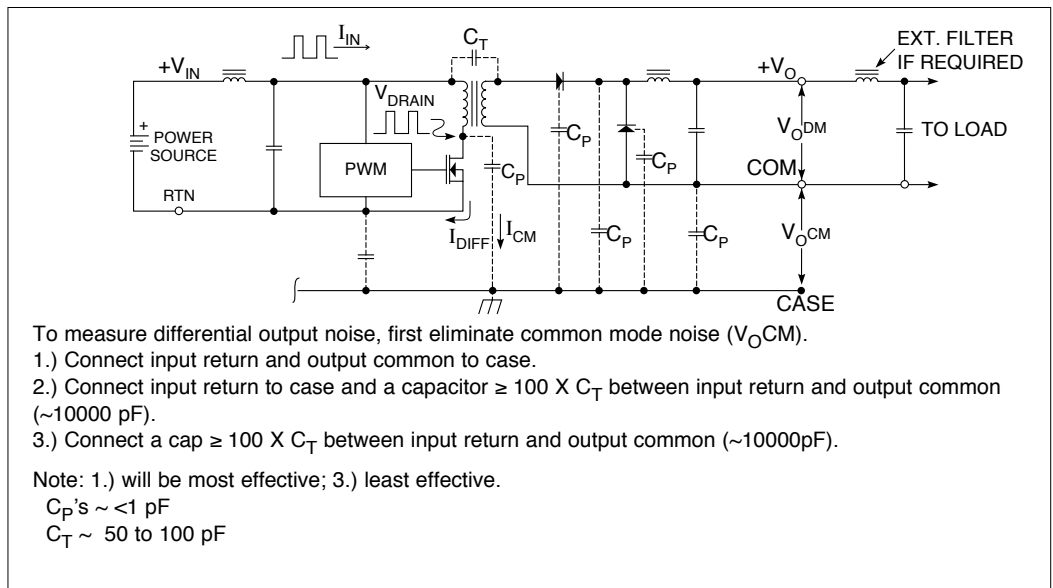 I_IN
C_T
EXT. FILTER
IF REQUIRED
+V_IN
+V_O
V_DRAIN
+
POWER
SOURCE
C_P
V_O DM
TO LOAD
PWM
C_P
C_P
COM
RTN
I_DIFF
I_CM
C_P
C_P
V_O CM
CASE
To measure differential output noise, first eliminate common mode noise (V_OCM).
1.) Connect input return and output common to case.
2.) Connect input return to case and a capacitor ≥ 100 X C_T between input return and output common
(~10000 pF).
3.) Connect a cap ≥ 100 X C_T between input return and output common (~10000pF).
Note: 1.) will be most effective; 3.) least effective.
C_P's ~ <1 pF
C_T ~ 50 to 100 pF